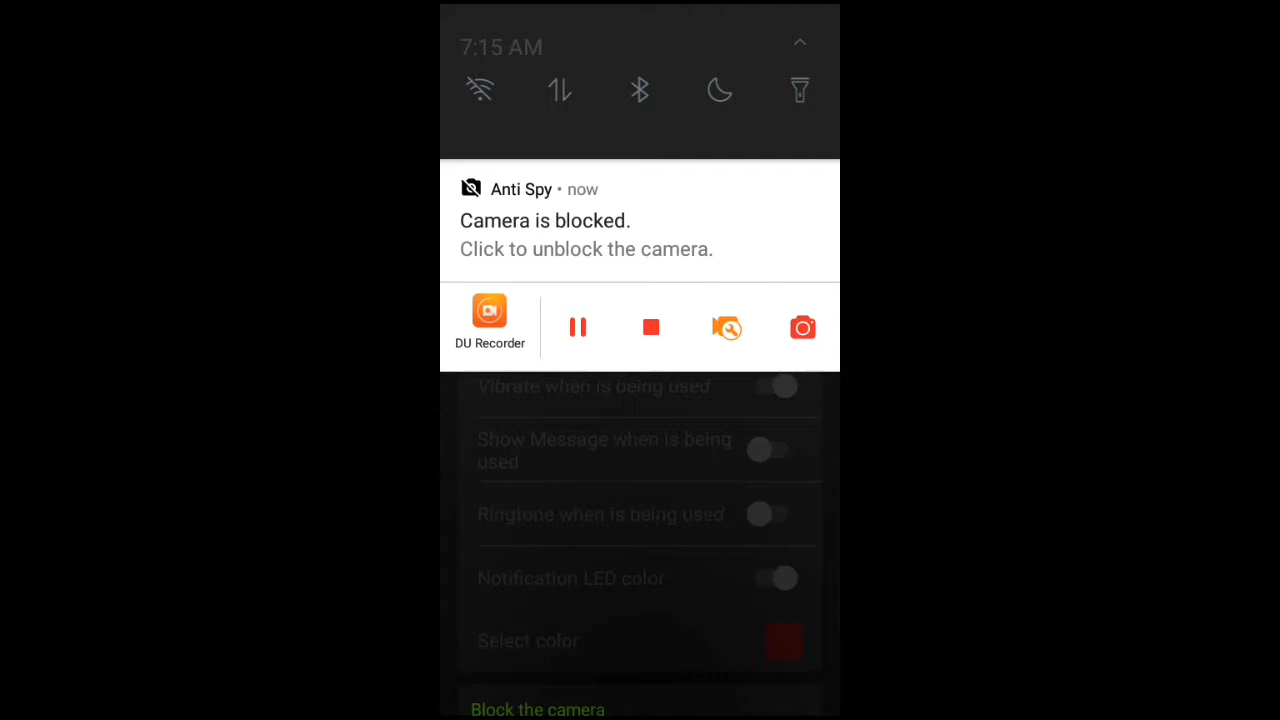 7:15 AM
Anti Spy • now
Camera is blocked.
Click to unblock the camera.
DU Recorder
Vibrate when is being used
Show Message when is being
used
Ringtone when is being used
Notification LED color
Select color
Block the camera